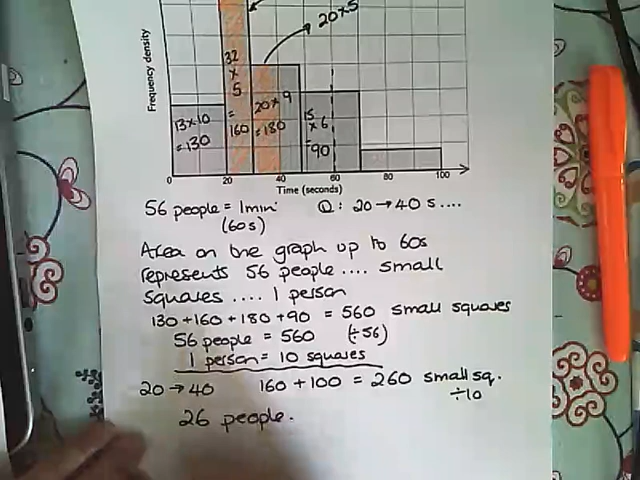 20×5
Frequency density
32
×
5
=
160
20×9
=180
13×10
=130
15
×6
=90
0 20 40 60 80 100
Time (seconds)
56 people = 1min
(60s)
Q: 20→40 s....
Area on the graph up to 60s
represents 56 people .... small
squares .... 1 person
130+160+180+90 = 560 small squares
56 people = 560 (÷56)
1 person = 10 squares
20→40 160+100 = 260 small sq.
÷10
26 people.